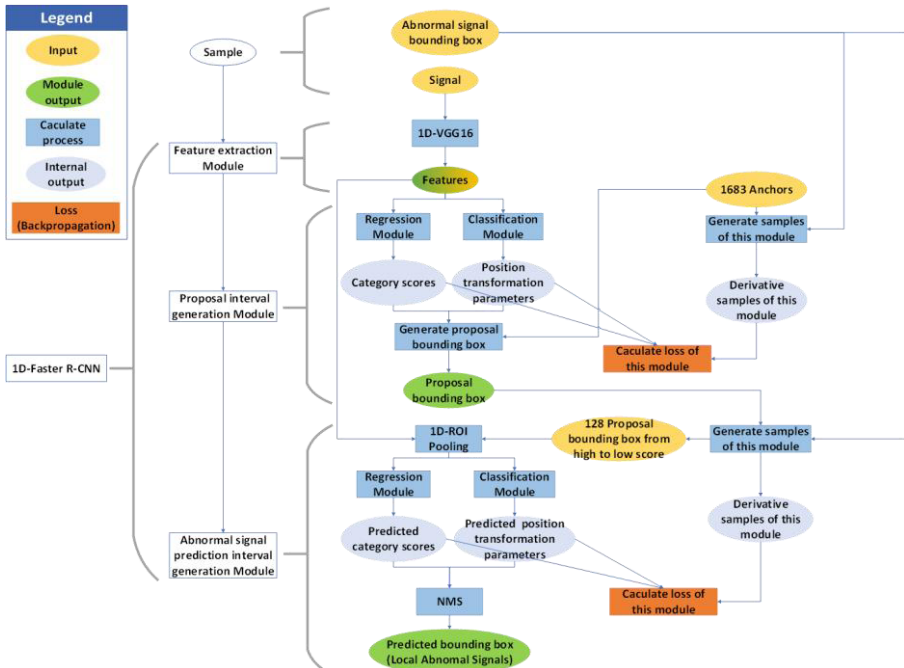 Legend
Input
Module
output
Caculate
process
Internal
output
Loss
(Backpropagation)
Sample
Abnormal signal
bounding box
Signal
1D-VGG16
Feature extraction
Module
Features
1683 Anchors
Regression
Module
Classification
Module
Generate samples
of this module
Category scores
Position
transformation
parameters
Derivative
samples of this
module
Proposal interval
generation Module
Generate proposal
bounding box
Caculate loss of
this module
1D-Faster R-CNN
Proposal
bounding box
1D-ROI
Pooling
128 Proposal
bounding box from
high to low score
Generate samples
of this module
Regression
Module
Classification
Module
Derivative
samples of this
module
Abnormal signal
prediction interval
generation Module
Predicted
category scores
Predicted position
transformation
parameters
NMS
Caculate loss of
this module
Predicted bounding box
(Local Abnomal Signals)